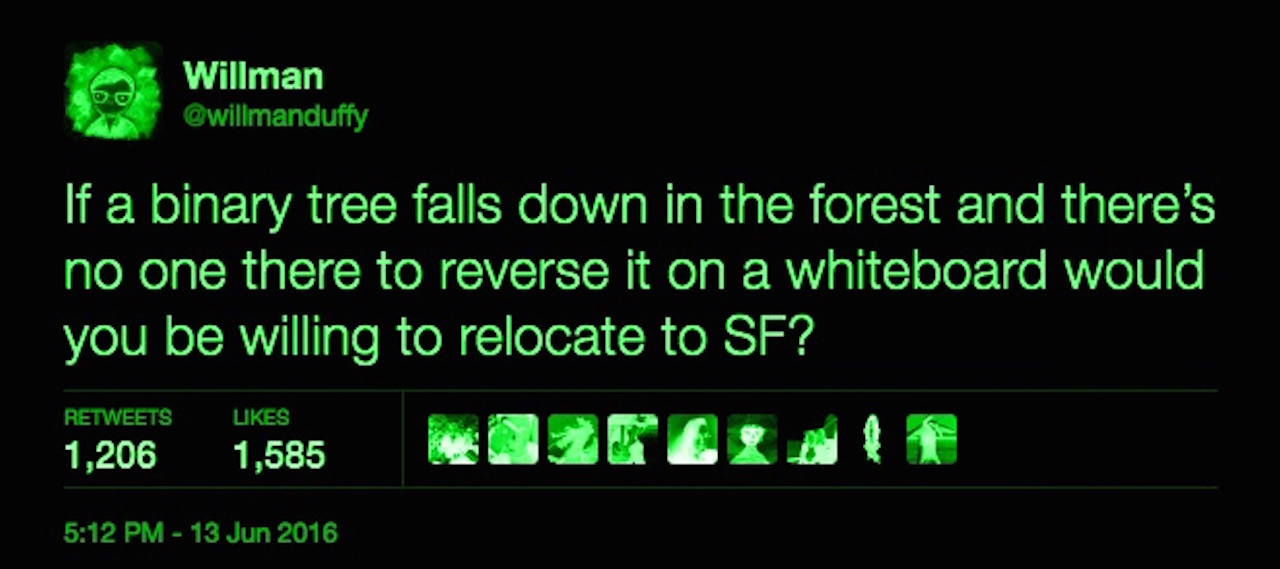 Willman
@willmanduffy
If a binary tree falls down in the forest and there’s
no one there to reverse it on a whiteboard would
you be willing to relocate to SF?
RETWEETS LIKES
1,206 1,585
5:12 PM - 13 Jun 2016